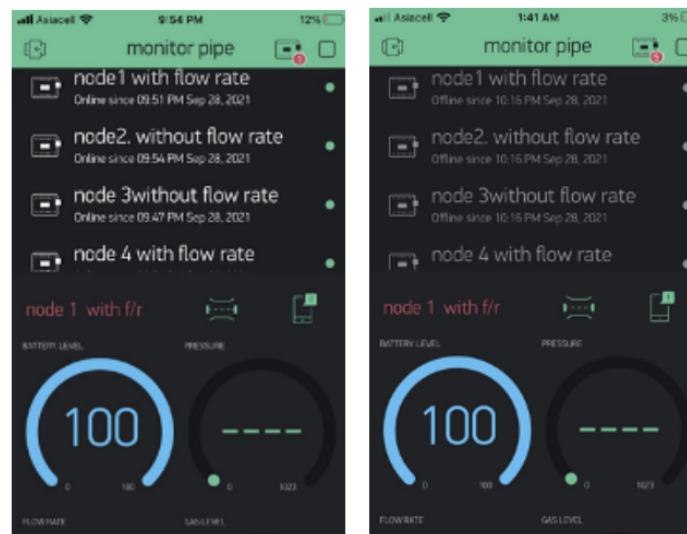 Asiacell 9:54 PM 12%
monitor pipe
1
node1 with flow rate
Online since 09:51 PM Sep 28, 2021
node2. without flow rate
Online since 09:54 PM Sep 28, 2021
node 3without flow rate
Online since 09:47 PM Sep 28, 2021
node 4 with flow rate
node 1 with f/r
BATTERY LEVEL
PRESSURE
100
----
0 100
0 1023
FLOW RATE
GAS LEVEL
Asiacell 1:41 AM 3%
monitor pipe
5
node1 with flow rate
Offline since 10:16 PM Sep 28, 2021
node2. without flow rate
Offline since 10:16 PM Sep 28, 2021
node 3without flow rate
Offline since 10:16 PM Sep 28, 2021
node 4 with flow rate
node 1 with f/r
BATTERY LEVEL
PRESSURE
100
----
0 100
0 1023
FLOW RATE
GAS LEVEL